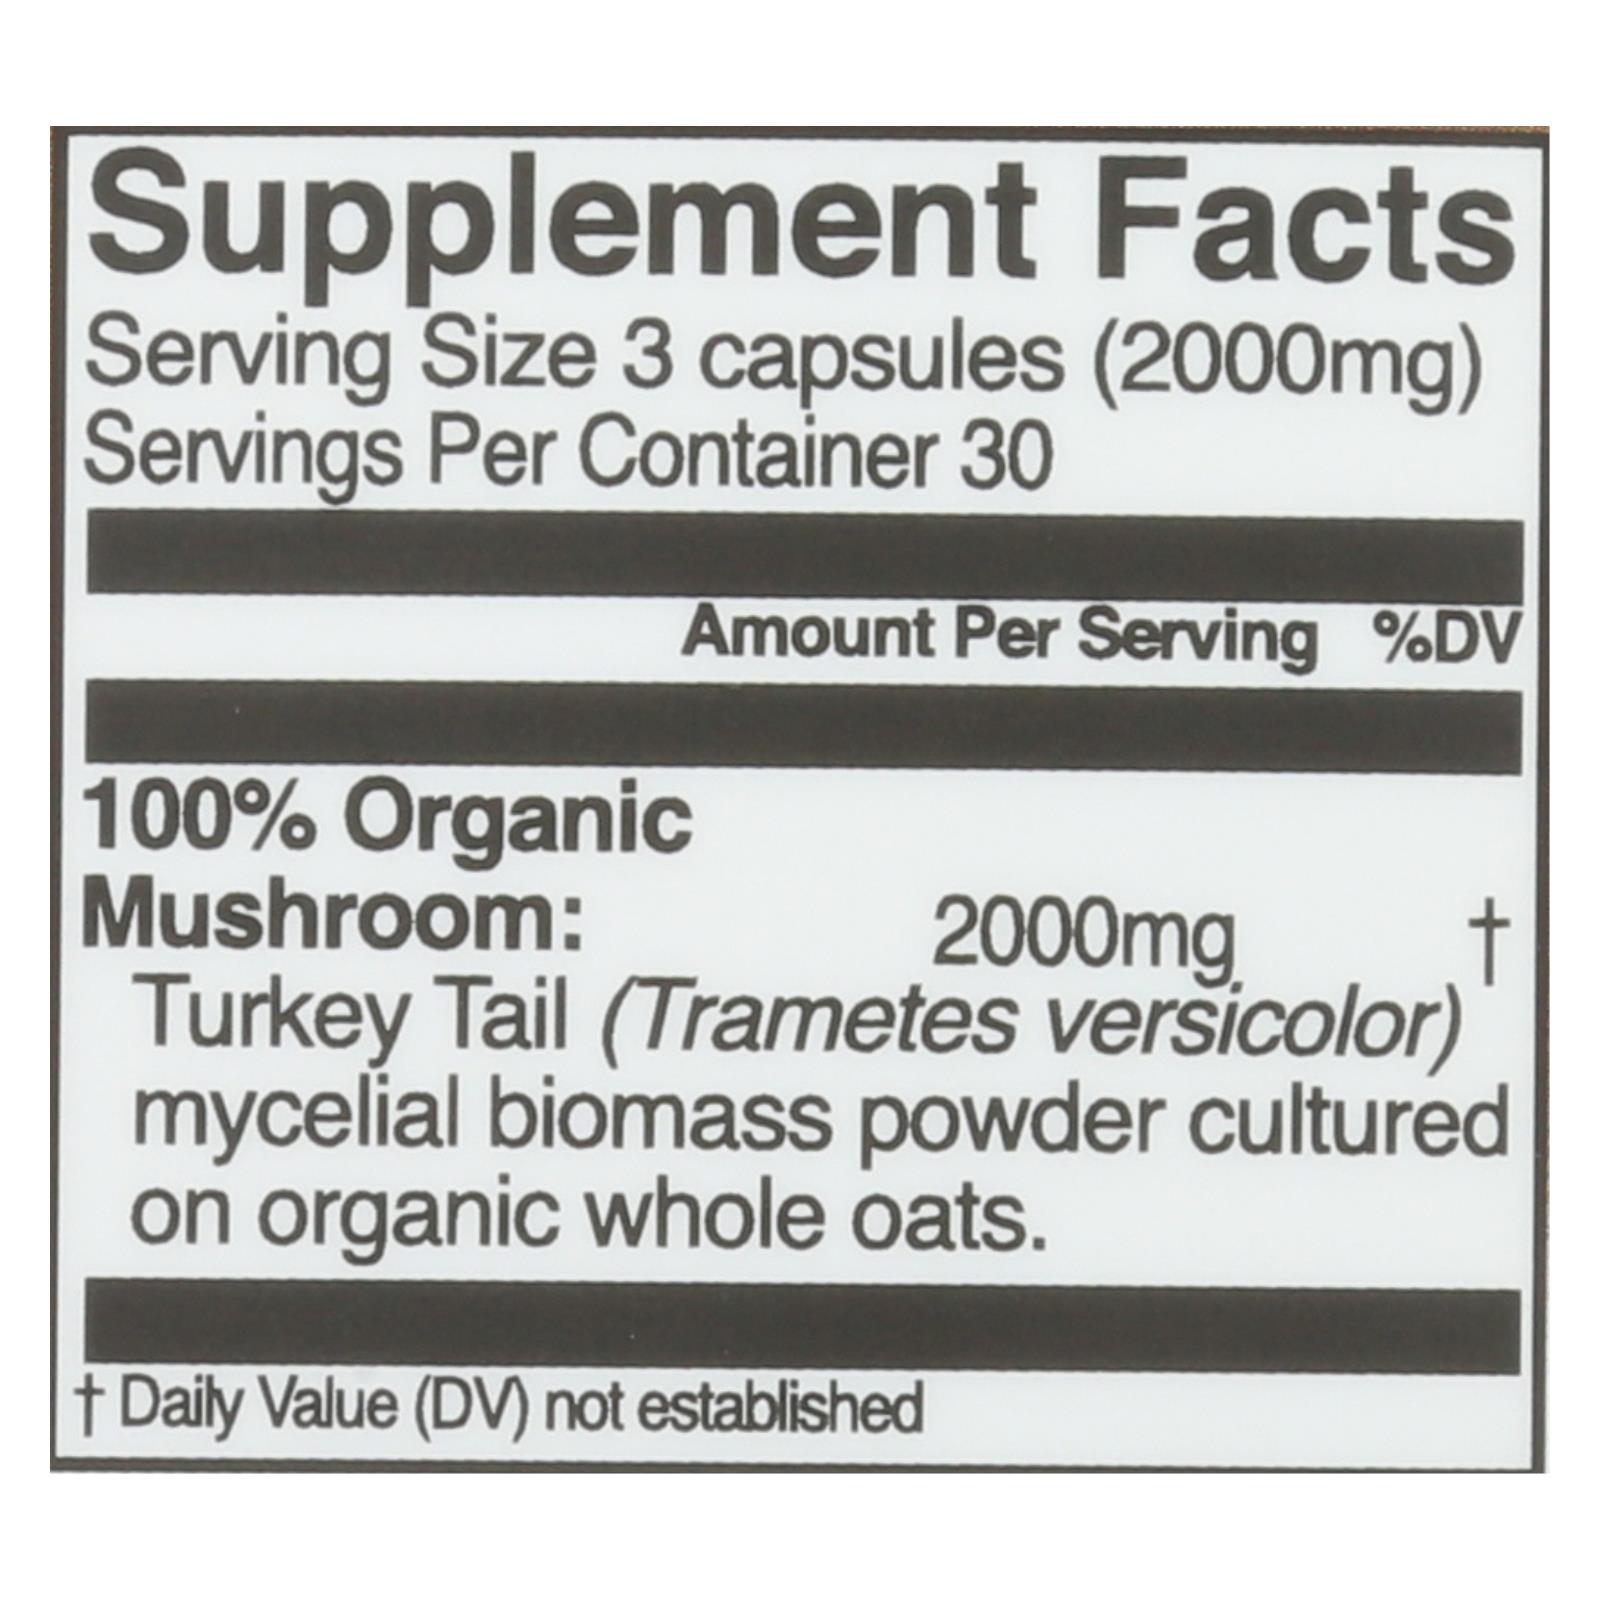 Supplement Facts
Serving Size 3 capsules (2000mg)
Servings Per Container 30
Amount Per Serving %DV
100% Organic
Mushroom: 2000mg †
Turkey Tail (Trametes versicolor)
mycelial biomass powder cultured
on organic whole oats.
† Daily Value (DV) not established